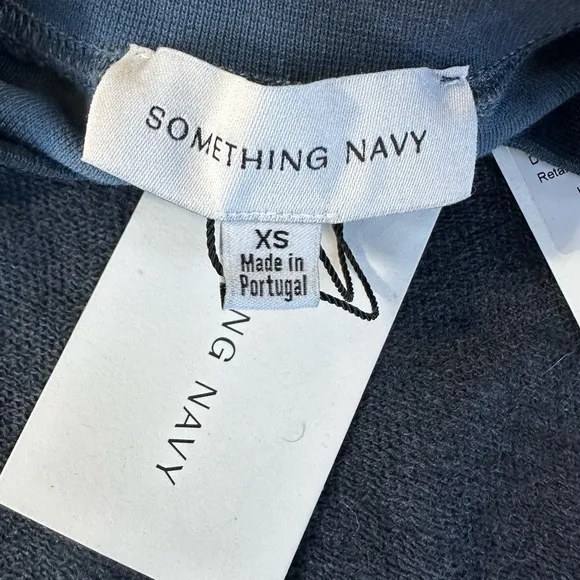 SOMETHING NAVY
XS
Made in
Portugal
NG NAVY